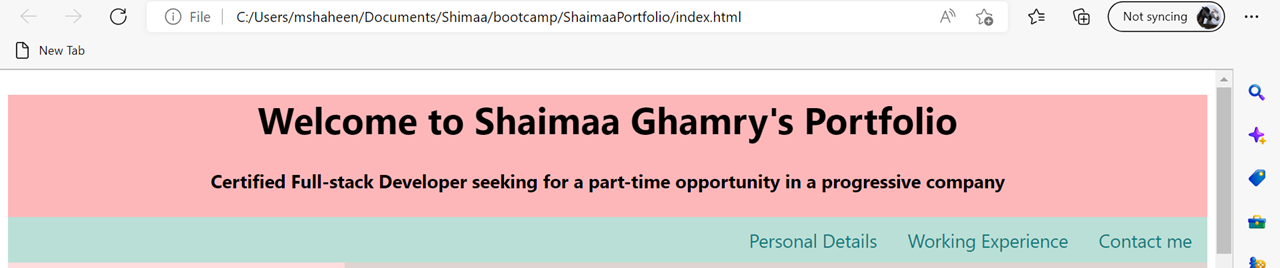 File C:/Users/mshaheen/Documents/Shimaa/bootcamp/ShaimaaPortfolio/index.html Not syncing
New Tab
Welcome to Shaimaa Ghamry's Portfolio
Certified Full-stack Developer seeking for a part-time opportunity in a progressive company
Personal Details Working Experience Contact me